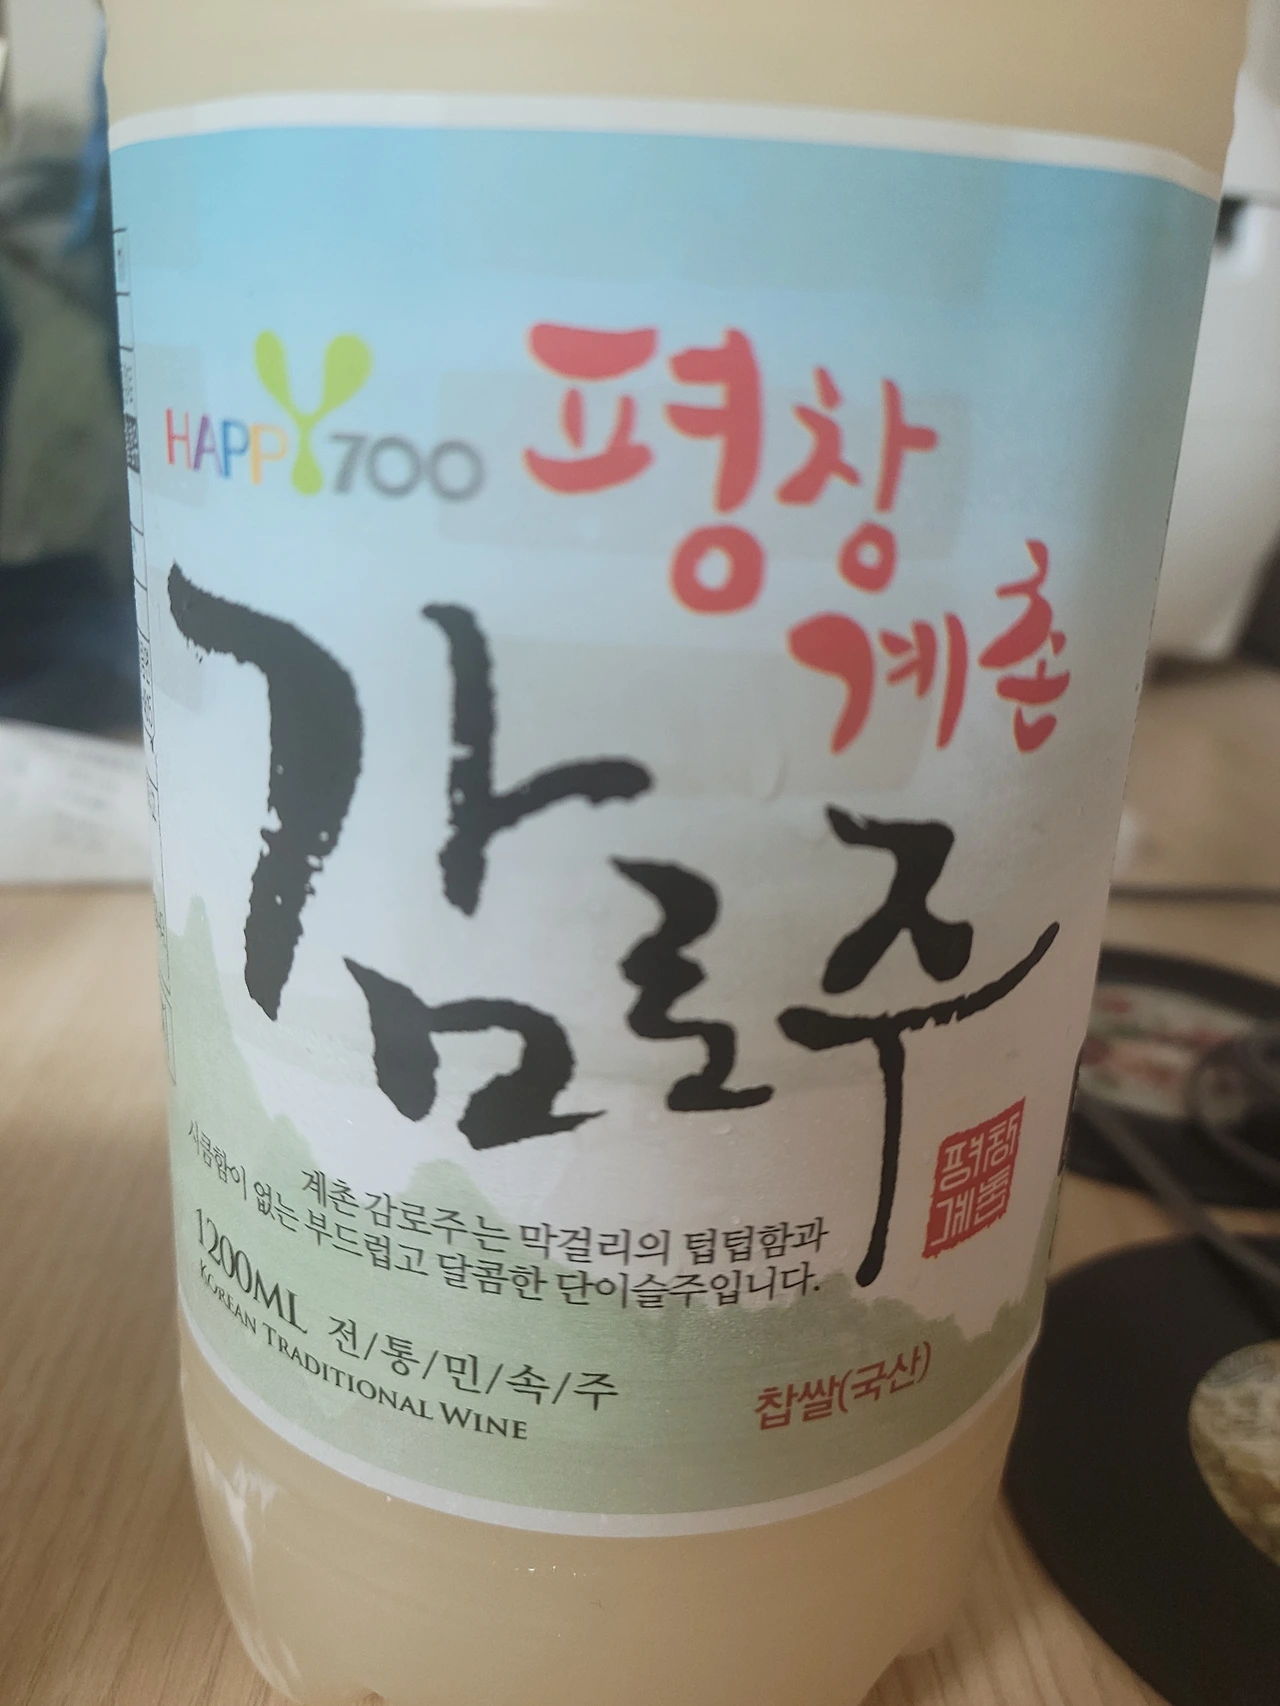 HAPPY700
평창
계촌
감로주
평창
계촌
계촌 감로주는 막걸리의 텁텁함과
시큼함이 없는 부드럽고 달콤한 단이슬주입니다.
1200ML 전/통/민/속/주
KOREAN TRADITIONAL WINE
찹쌀(국산)